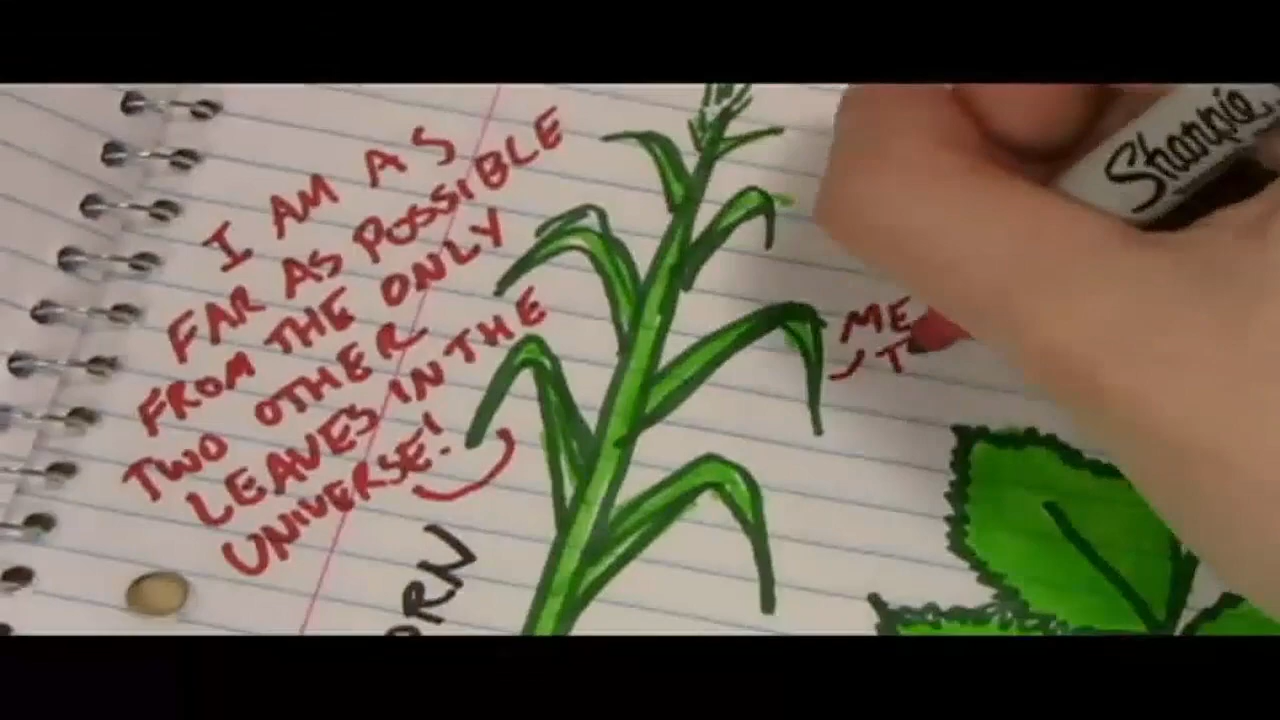 I AM AS
FAR AS POSSIBLE
FROM THE ONLY
TWO OTHER
LEAVES IN THE
UNIVERSE!
ME
Sharpie